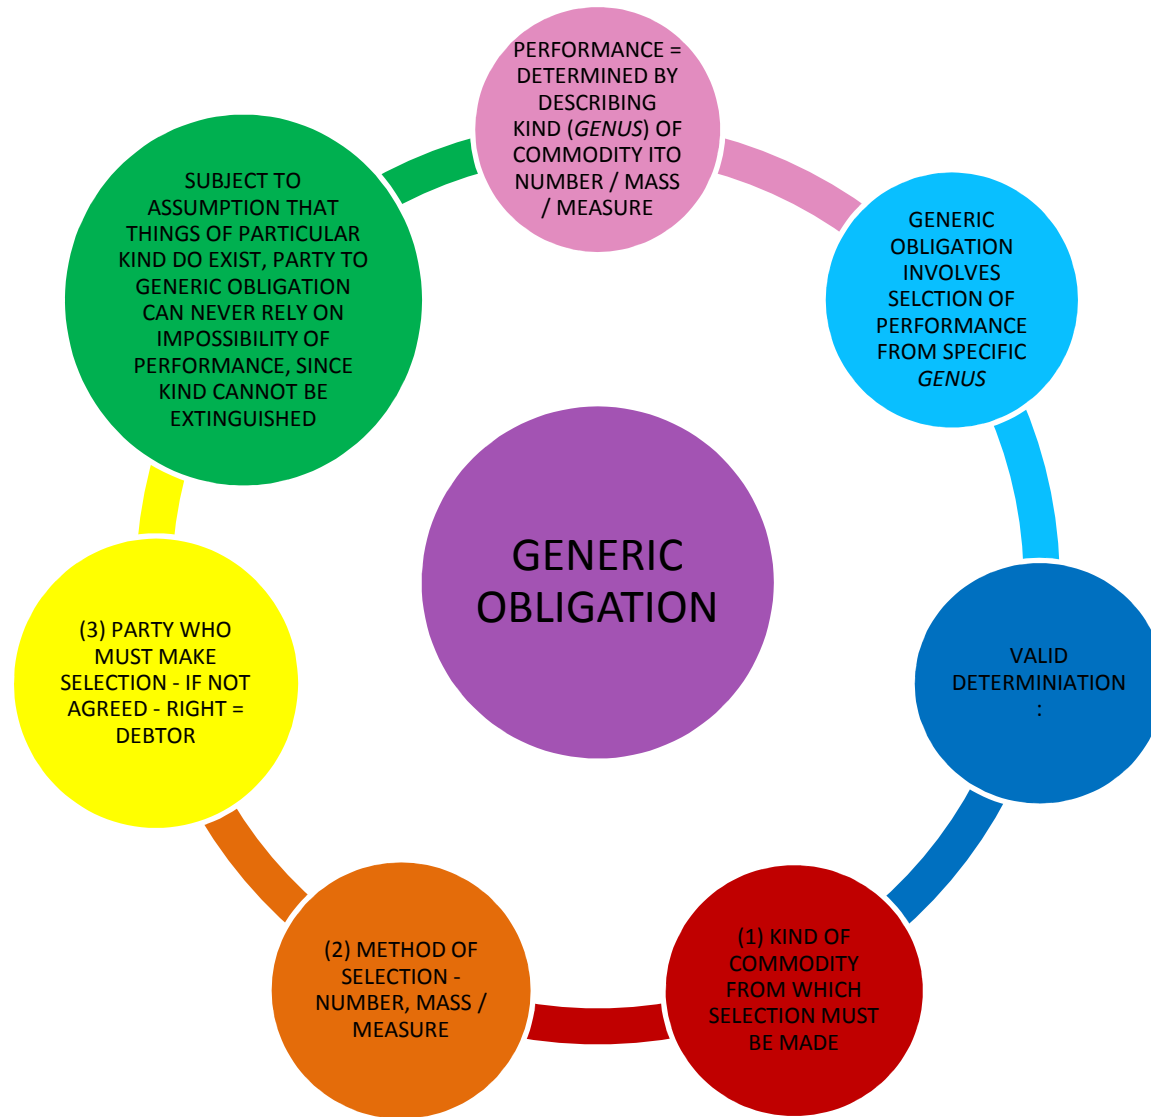 PERFORMANCE =
DETERMINED BY
DESCRIBING
KIND (GENUS) OF
COMMODITY ITO
NUMBER / MASS
/ MEASURE
GENERIC
OBLIGATION
INVOLVES
SELCTION OF
PERFORMANCE
FROM SPECIFIC
GENUS
VALID
DETERMINIATION
:
(1) KIND OF
COMMODITY
FROM WHICH
SELECTION MUST
BE MADE
(2) METHOD OF
SELECTION -
NUMBER, MASS /
MEASURE
(3) PARTY WHO
MUST MAKE
SELECTION - IF NOT
AGREED - RIGHT =
DEBTOR
SUBJECT TO
ASSUMPTION THAT
THINGS OF PARTICULAR
KIND DO EXIST, PARTY TO
GENERIC OBLIGATION
CAN NEVER RELY ON
IMPOSSIBILITY OF
PERFORMANCE, SINCE
KIND CANNOT BE
EXTINGUISHED
GENERIC
OBLIGATION